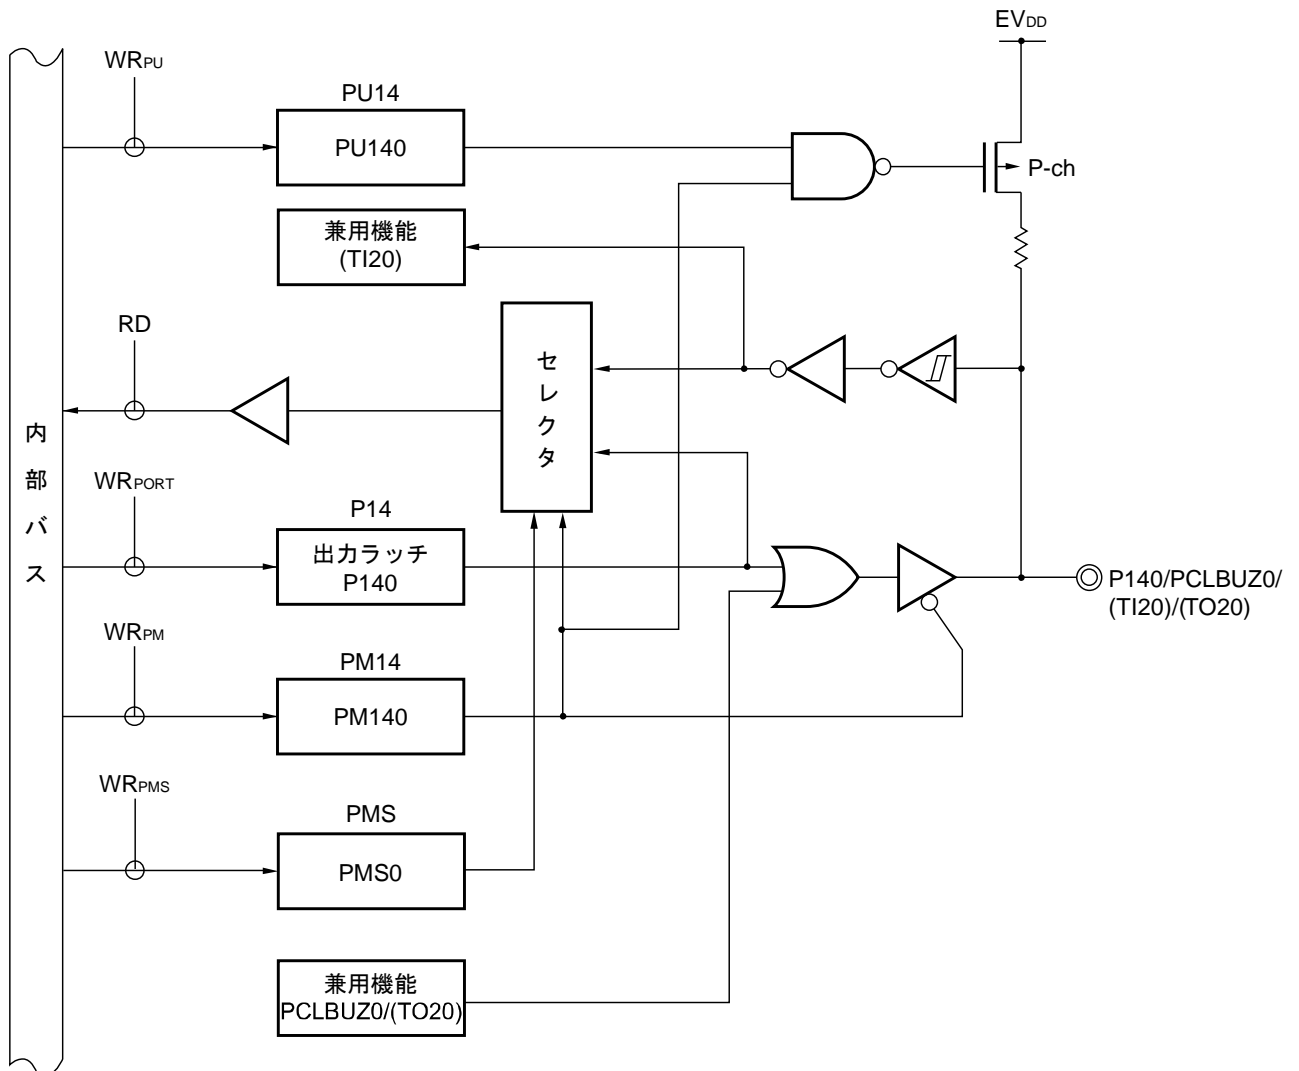 EVDD
WRPU
PU14
PU140
P-ch
兼用機能
(TI20)
RD
セレクタ
内部バス
WRPORT
P14
出力ラッチ
P140
P140/PCLBUZ0/
(TI20)/(TO20)
WRPM
PM14
PM140
WRPMS
PMS
PMS0
兼用機能
PCLBUZ0/(TO20)